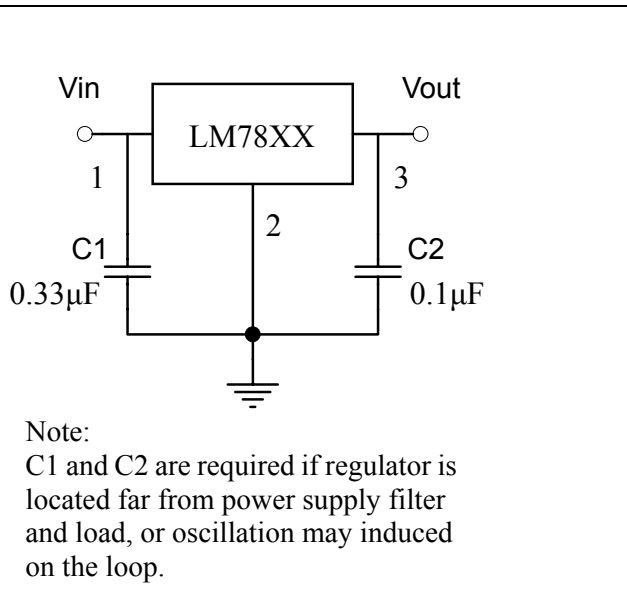 Vin
Vout
LM78XX
1
3
2
C1
C2
0.33μF
0.1μF
Note:
C1 and C2 are required if regulator is
located far from power supply filter
and load, or oscillation may induced
on the loop.